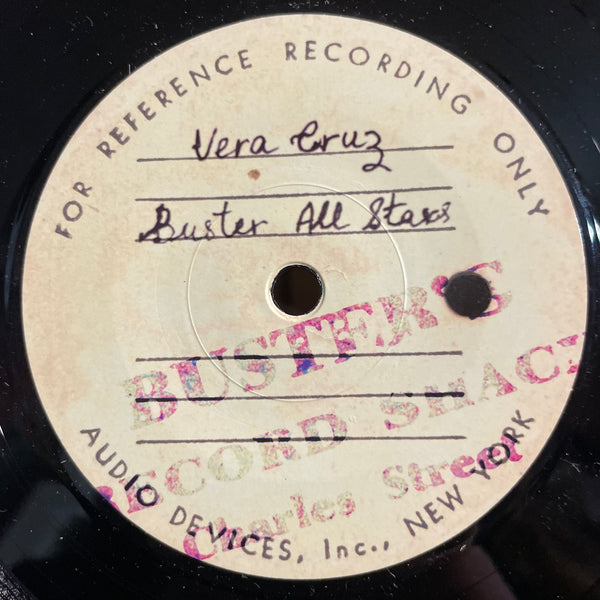 FOR REFERENCE RECORDING ONLY
Vera Cruz
Buster All Stars
BUSTER'S
RECORD SHACK
Charles Street
AUDIO DEVICES, Inc., NEW YORK